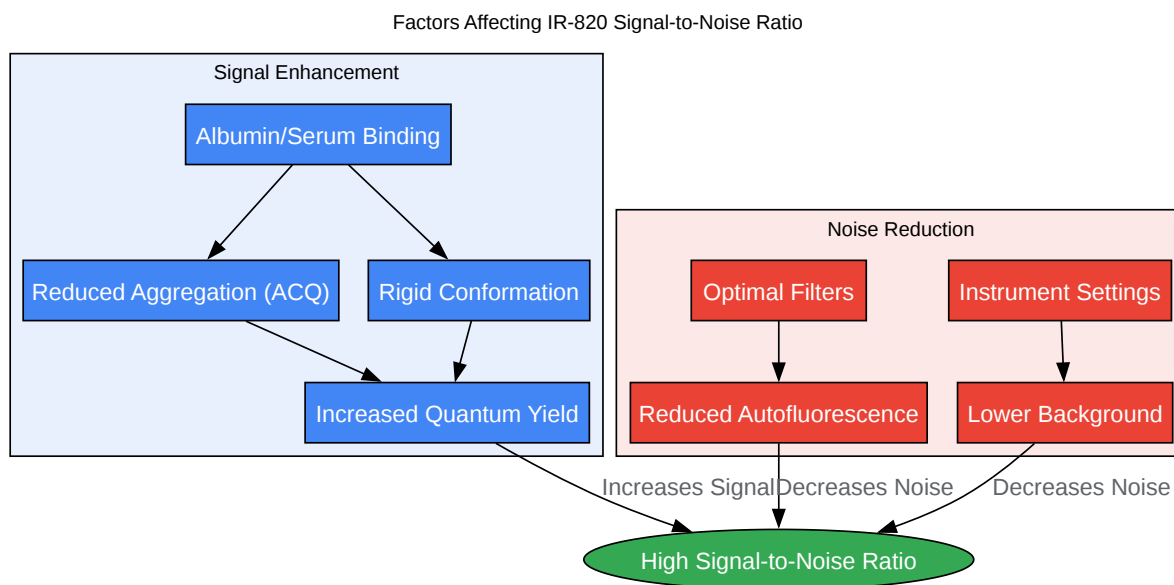 Factors Affecting IR-820 Signal-to-Noise Ratio
Signal Enhancement
Albumin/Serum Binding
Reduced Aggregation (ACQ)
Rigid Conformation
Increased Quantum Yield
Noise Reduction
Optimal Filters
Instrument Settings
Reduced Autofluorescence
Lower Background
Increases Signal
Decreases Noise
Decreases Noise
High Signal-to-Noise Ratio